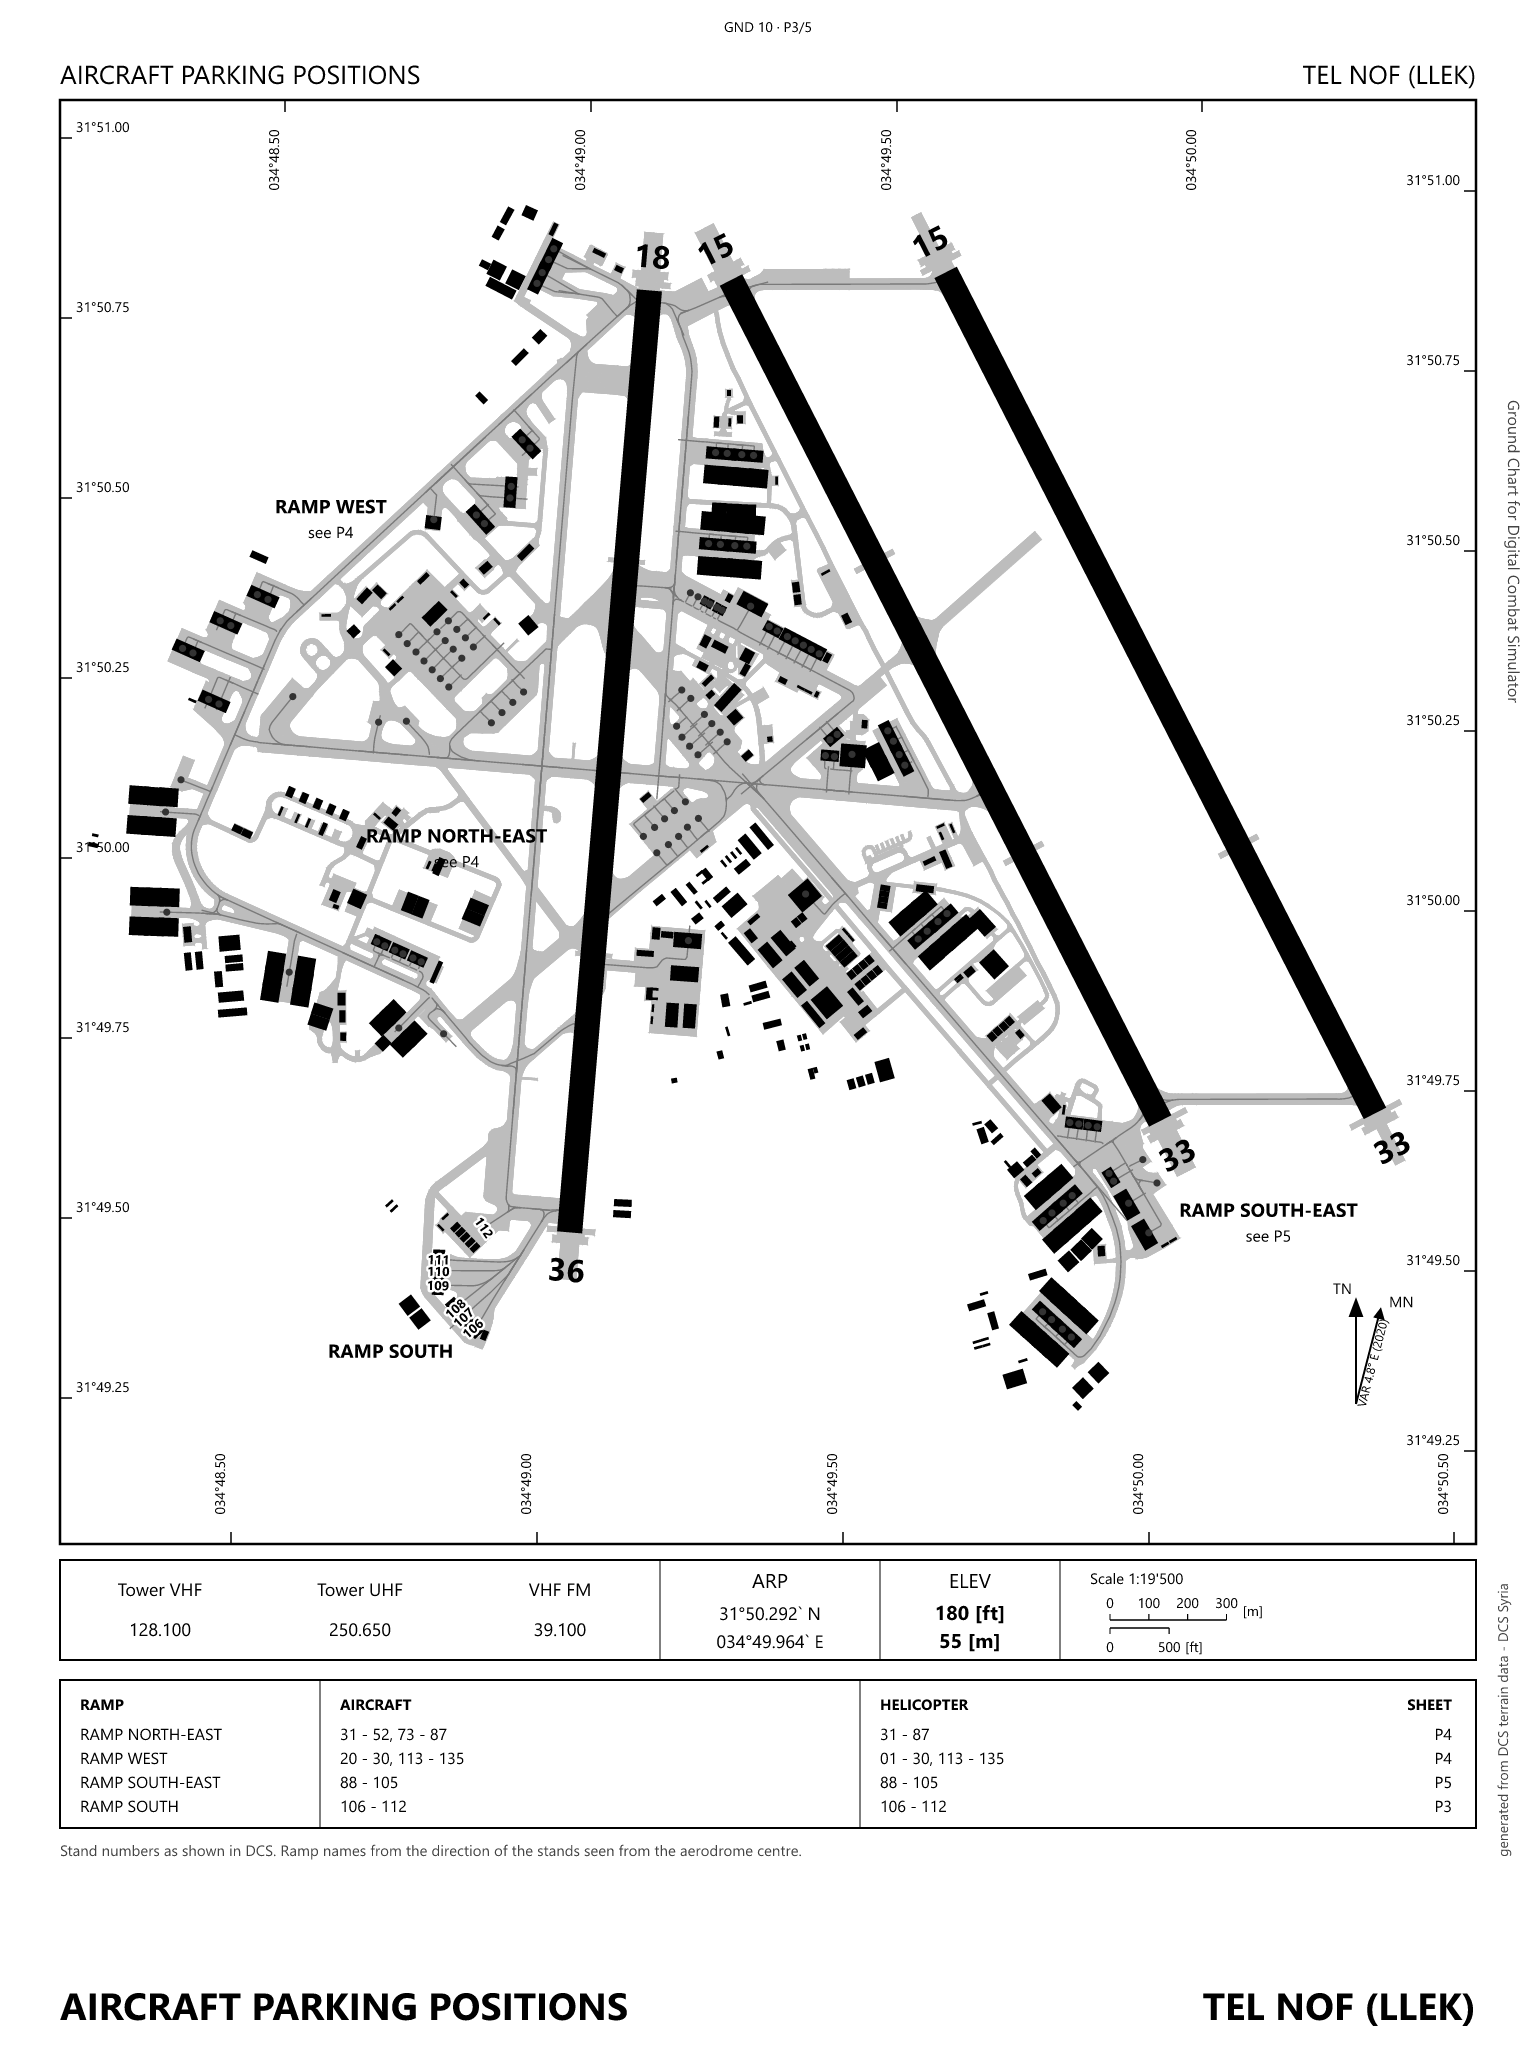 GND 10 · P3/5
AIRCRAFT PARKING POSITIONS
TEL NOF (LLEK)
31°51.00
034°48.50
034°49.00
034°49.50
034°50.00
31°51.00
18
15
15
31°50.75
31°50.75
31°50.50
RAMP WEST
see P4
31°50.50
31°50.25
31°50.25
RAMP NORTH-EAST
see P4
31°50.00
31°50.00
31°49.75
31°49.75
33
33
31°49.50
RAMP SOUTH-EAST
see P5
31°49.50
112
111
110
109
108
107
106
36
RAMP SOUTH
TN
MN
VAR 4.8° E (2020)
31°49.25
31°49.25
034°48.50
034°49.00
034°49.50
034°50.00
034°50.50
Ground Chart for Digital Combat Simulator
Tower VHF
128.100
Tower UHF
250.650
VHF FM
39.100
ARP
31°50.292` N
034°49.964` E
ELEV
180 [ft]
55 [m]
Scale 1:19'500
0 100 200 300 [m]
0 500 [ft]
RAMP AIRCRAFT HELICOPTER SHEET
RAMP NORTH-EAST 31 - 52, 73 - 87 31 - 87 P4
RAMP WEST 20 - 30, 113 - 135 01 - 30, 113 - 135 P4
RAMP SOUTH-EAST 88 - 105 88 - 105 P5
RAMP SOUTH 106 - 112 106 - 112 P3
generated from DCS terrain data - DCS Syria
Stand numbers as shown in DCS. Ramp names from the direction of the stands seen from the aerodrome centre.
AIRCRAFT PARKING POSITIONS
TEL NOF (LLEK)